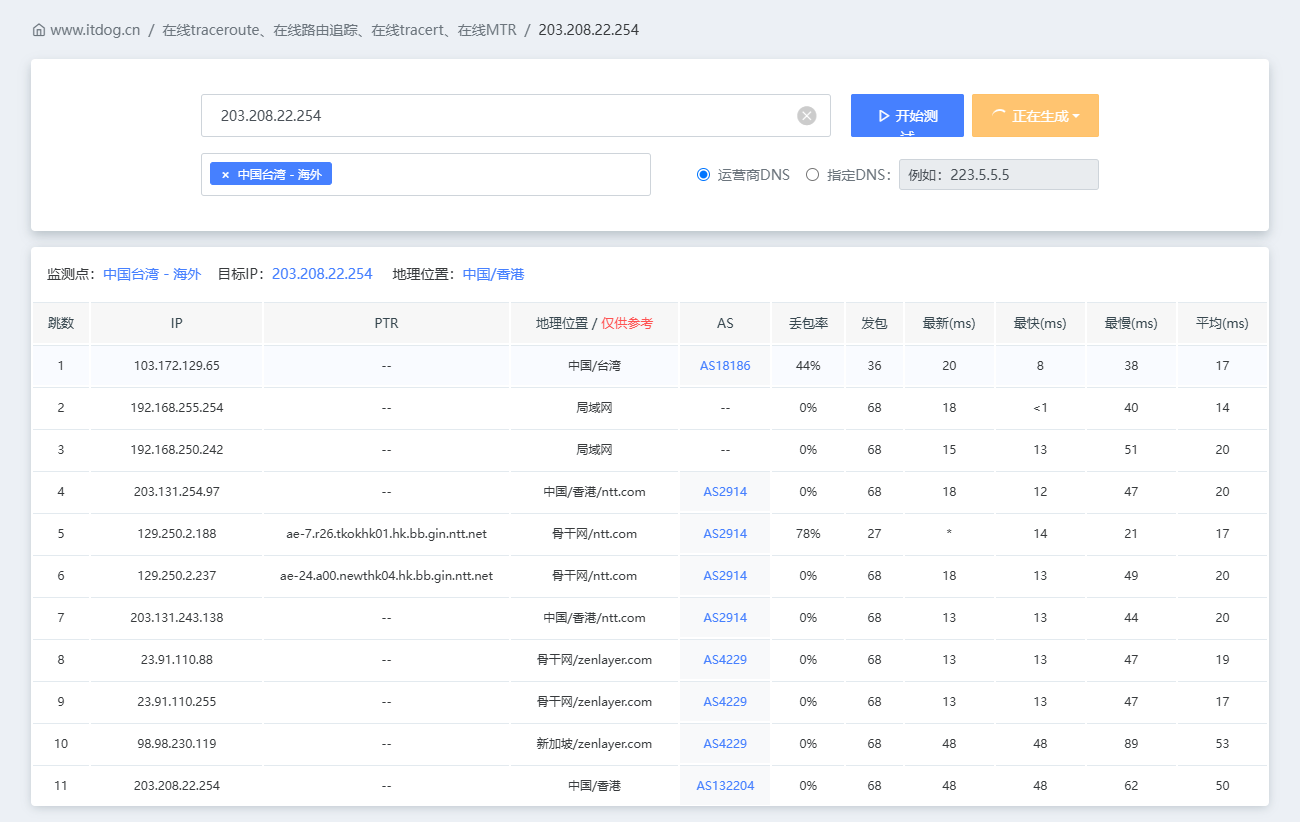 www.itdog.cn / 在线traceroute、在线路由追踪、在线tracert、在线MTR / 203.208.22.254
203.208.22.254 开始测试 正在生成
× 中国台湾 - 海外 运营商DNS 指定DNS： 例如：223.5.5.5
监测点：中国台湾 - 海外 目标IP：203.208.22.254 地理位置：中国/香港
跳数 IP PTR 地理位置 / 仅供参考 AS 丢包率 发包 最新(ms) 最快(ms) 最慢(ms) 平均(ms)
1 103.172.129.65 -- 中国/台湾 AS18186 44% 36 20 8 38 17
2 192.168.255.254 -- 局域网 -- 0% 68 18 <1 40 14
3 192.168.250.242 -- 局域网 -- 0% 68 15 13 51 20
4 203.131.254.97 -- 中国/香港/ntt.com AS2914 0% 68 18 12 47 20
5 129.250.2.188 ae-7.r26.tkokhk01.hk.bb.gin.ntt.net 骨干网/ntt.com AS2914 78% 27 * 14 21 17
6 129.250.2.237 ae-24.a00.newthk04.hk.bb.gin.ntt.net 骨干网/ntt.com AS2914 0% 68 18 13 49 20
7 203.131.243.138 -- 中国/香港/ntt.com AS2914 0% 68 13 13 44 20
8 23.91.110.88 -- 骨干网/zenlayer.com AS4229 0% 68 13 13 47 19
9 23.91.110.255 -- 骨干网/zenlayer.com AS4229 0% 68 13 13 47 17
10 98.98.230.119 -- 新加坡/zenlayer.com AS4229 0% 68 48 48 89 53
11 203.208.22.254 -- 中国/香港 AS132204 0% 68 48 48 62 50